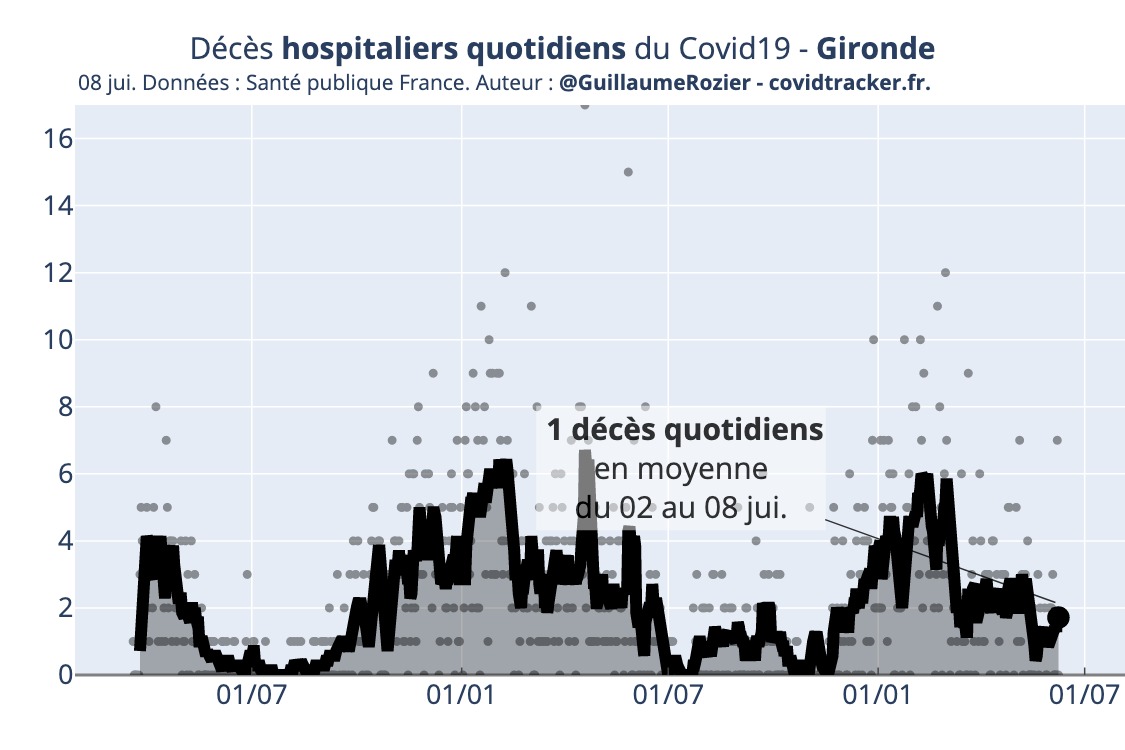 Décès hospitaliers quotidiens du Covid19 - Gironde
08 jui. Données : Santé publique France. Auteur : @GuillaumeRozier - covidtracker.fr.
16
14
12
10
8
1 décès quotidiens
6
en moyenne
du 02 au 08 jui.
4
2
0
01/07 01/01 01/07 01/01 01/07